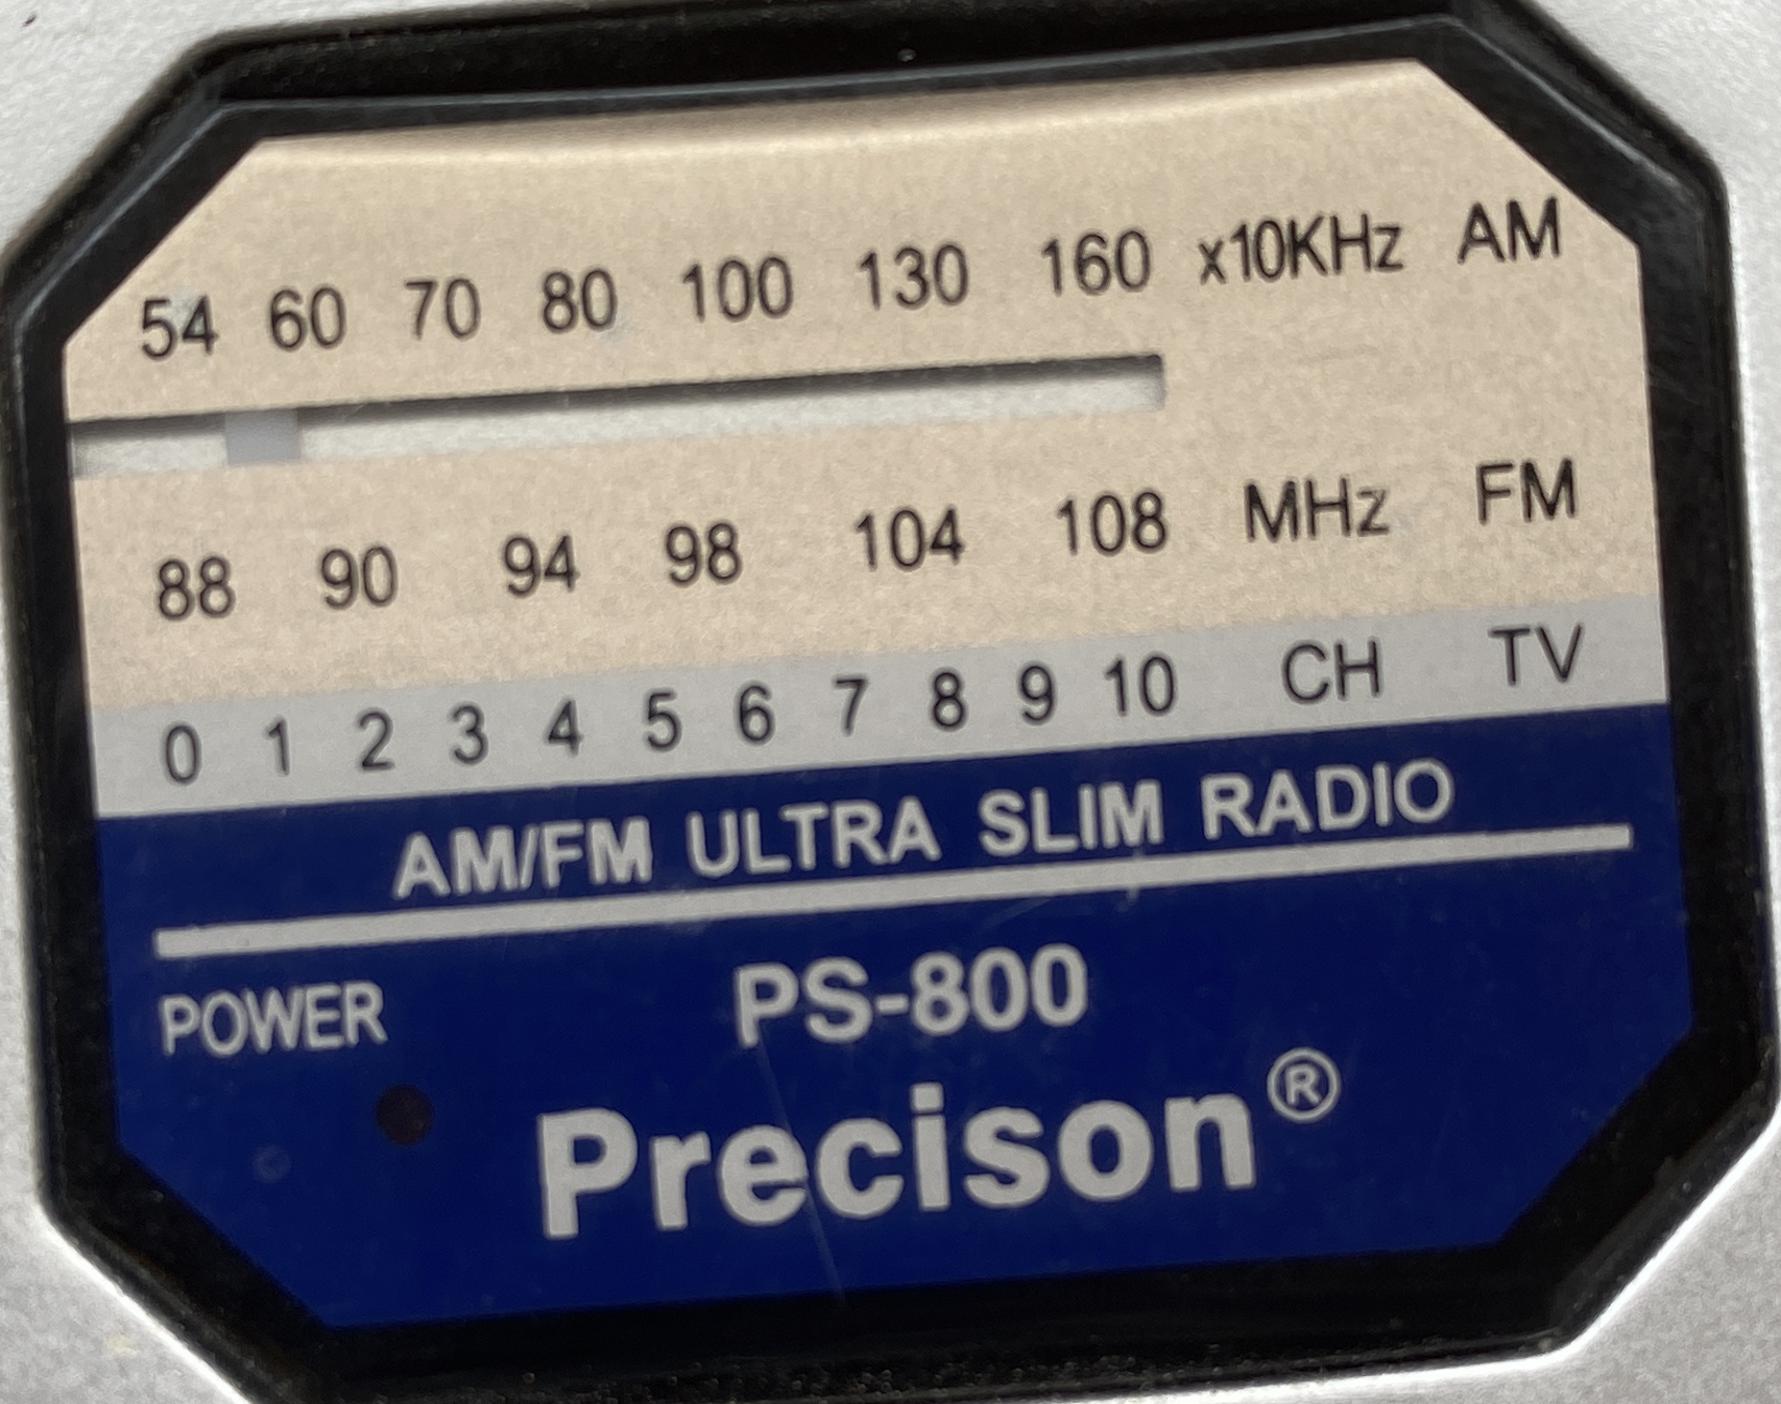 54 60 70 80 100 130 160 x10KHz AM
88 90 94 98 104 108 MHz FM
0 1 2 3 4 5 6 7 8 9 10 CH TV
AM/FM ULTRA SLIM RADIO
POWER PS-800
Precison®